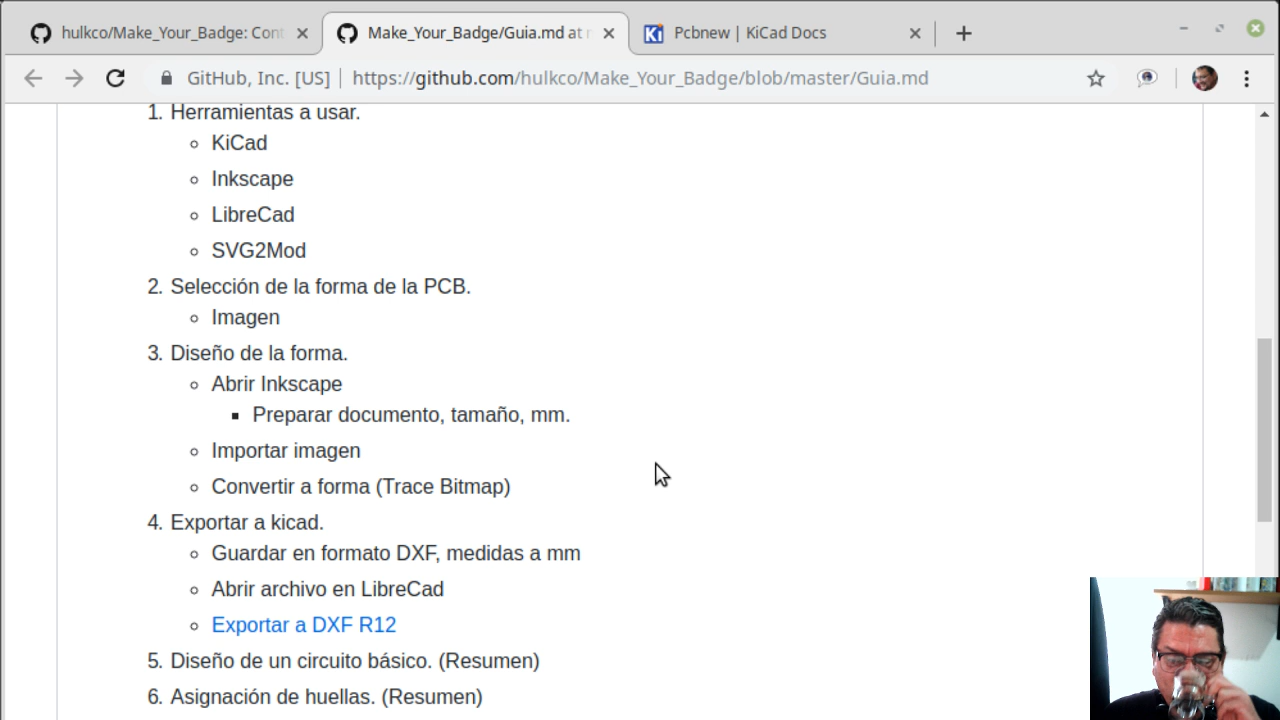 hulkco/Make_Your_Badge: Cont
Make_Your_Badge/Guia.md at
Pcbnew | KiCad Docs
GitHub, Inc. [US] | https://github.com/hulkco/Make_Your_Badge/blob/master/Guia.md
1. Herramientas a usar.
KiCad
Inkscape
LibreCad
SVG2Mod
2. Selección de la forma de la PCB.
Imagen
3. Diseño de la forma.
Abrir Inkscape
Preparar documento, tamaño, mm.
Importar imagen
Convertir a forma (Trace Bitmap)
4. Exportar a kicad.
Guardar en formato DXF, medidas a mm
Abrir archivo en LibreCad
Exportar a DXF R12
5. Diseño de un circuito básico. (Resumen)
6. Asignación de huellas. (Resumen)